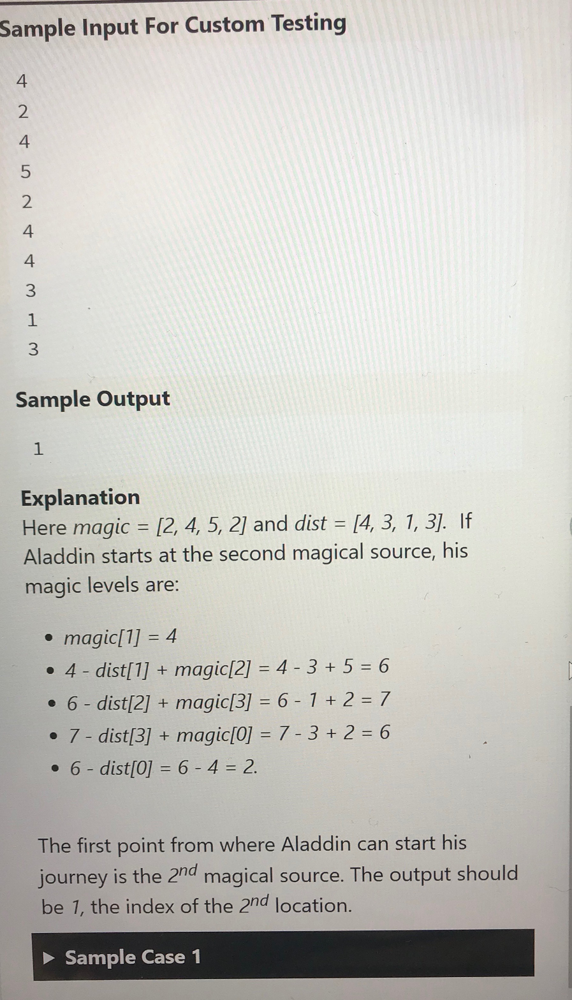 Sample Input For Custom Testing
4
2
4
5
2
4
4
3
1
3
Sample Output
1
Explanation
Here magic = [2, 4, 5, 2] and dist = [4, 3, 1, 3]. If
Aladdin starts at the second magical source, his
magic levels are:
• magic[1] = 4
• 4 - dist[1] + magic[2] = 4 - 3 + 5 = 6
• 6 - dist[2] + magic[3] = 6 - 1 + 2 = 7
• 7 - dist[3] + magic[0] = 7 - 3 + 2 = 6
• 6 - dist[0] = 6 - 4 = 2.
The first point from where Aladdin can start his
journey is the 2nd magical source. The output should
be 1, the index of the 2nd location.
▶ Sample Case 1